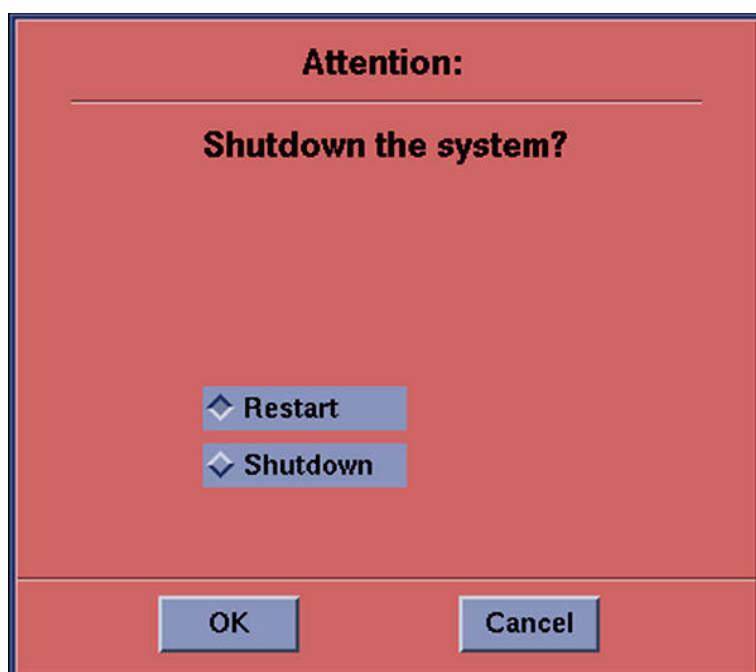 Attention:
Shutdown the system?
Restart
Shutdown
OK
Cancel